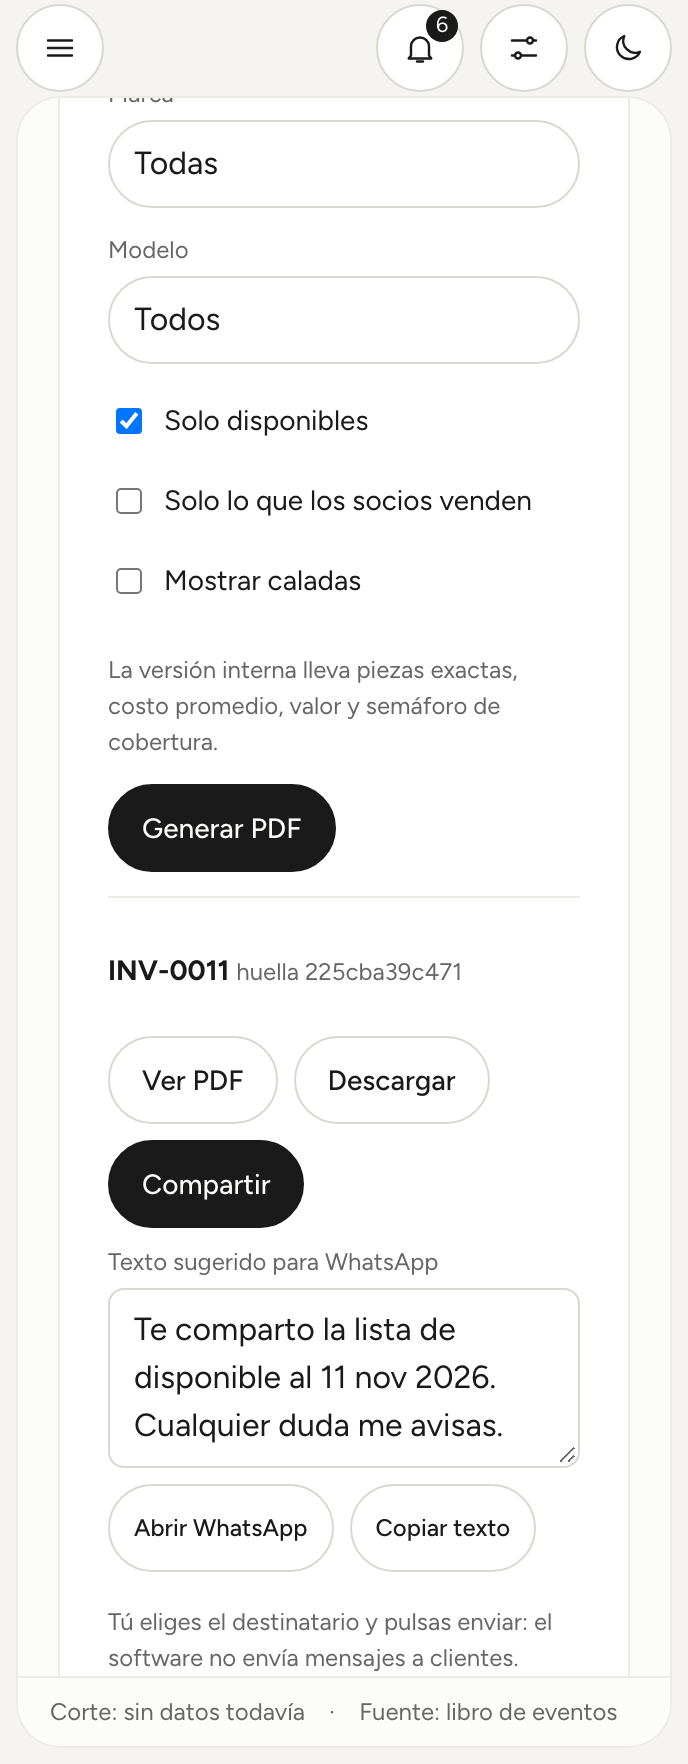 6
Marca
Todas
Modelo
Todos
Solo disponibles
Solo lo que los socios venden
Mostrar caladas
La versión interna lleva piezas exactas,
costo promedio, valor y semáforo de
cobertura.
Generar PDF
INV-0011 huella 225cba39c471
Ver PDF Descargar
Compartir
Texto sugerido para WhatsApp
Te comparto la lista de
disponible al 11 nov 2026.
Cualquier duda me avisas.
Abrir WhatsApp Copiar texto
Tú eliges el destinatario y pulsas enviar: el
software no envía mensajes a clientes.
Corte: sin datos todavía · Fuente: libro de eventos